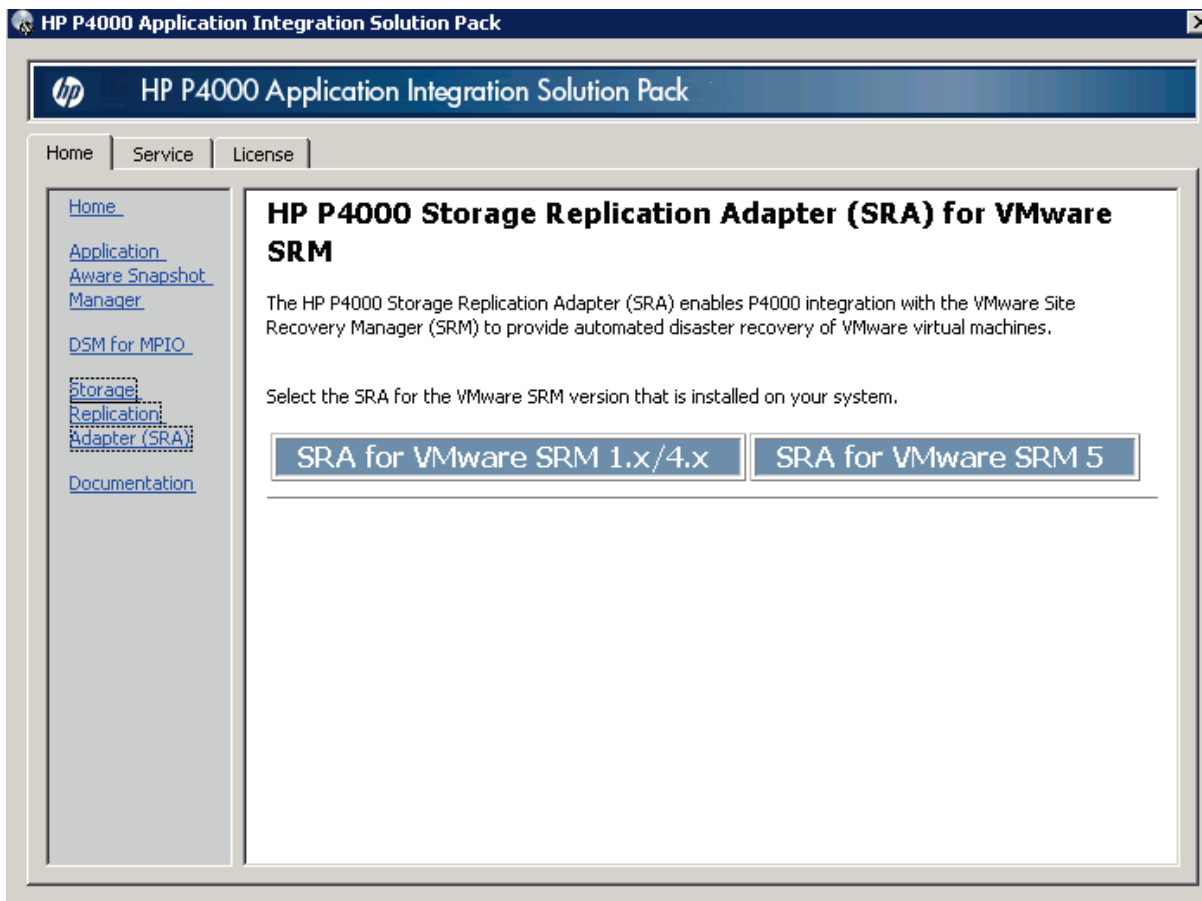 HP P4000 Application Integration Solution Pack
hp HP P4000 Application Integration Solution Pack
Home Service License
Home
Application
Aware Snapshot
Manager
DSM for MPIO
Storage
Replication
Adapter (SRA)
Documentation
HP P4000 Storage Replication Adapter (SRA) for VMware
SRM
The HP P4000 Storage Replication Adapter (SRA) enables P4000 integration with the VMware Site
Recovery Manager (SRM) to provide automated disaster recovery of VMware virtual machines.
Select the SRA for the VMware SRM version that is installed on your system.
SRA for VMware SRM 1.x/4.x SRA for VMware SRM 5